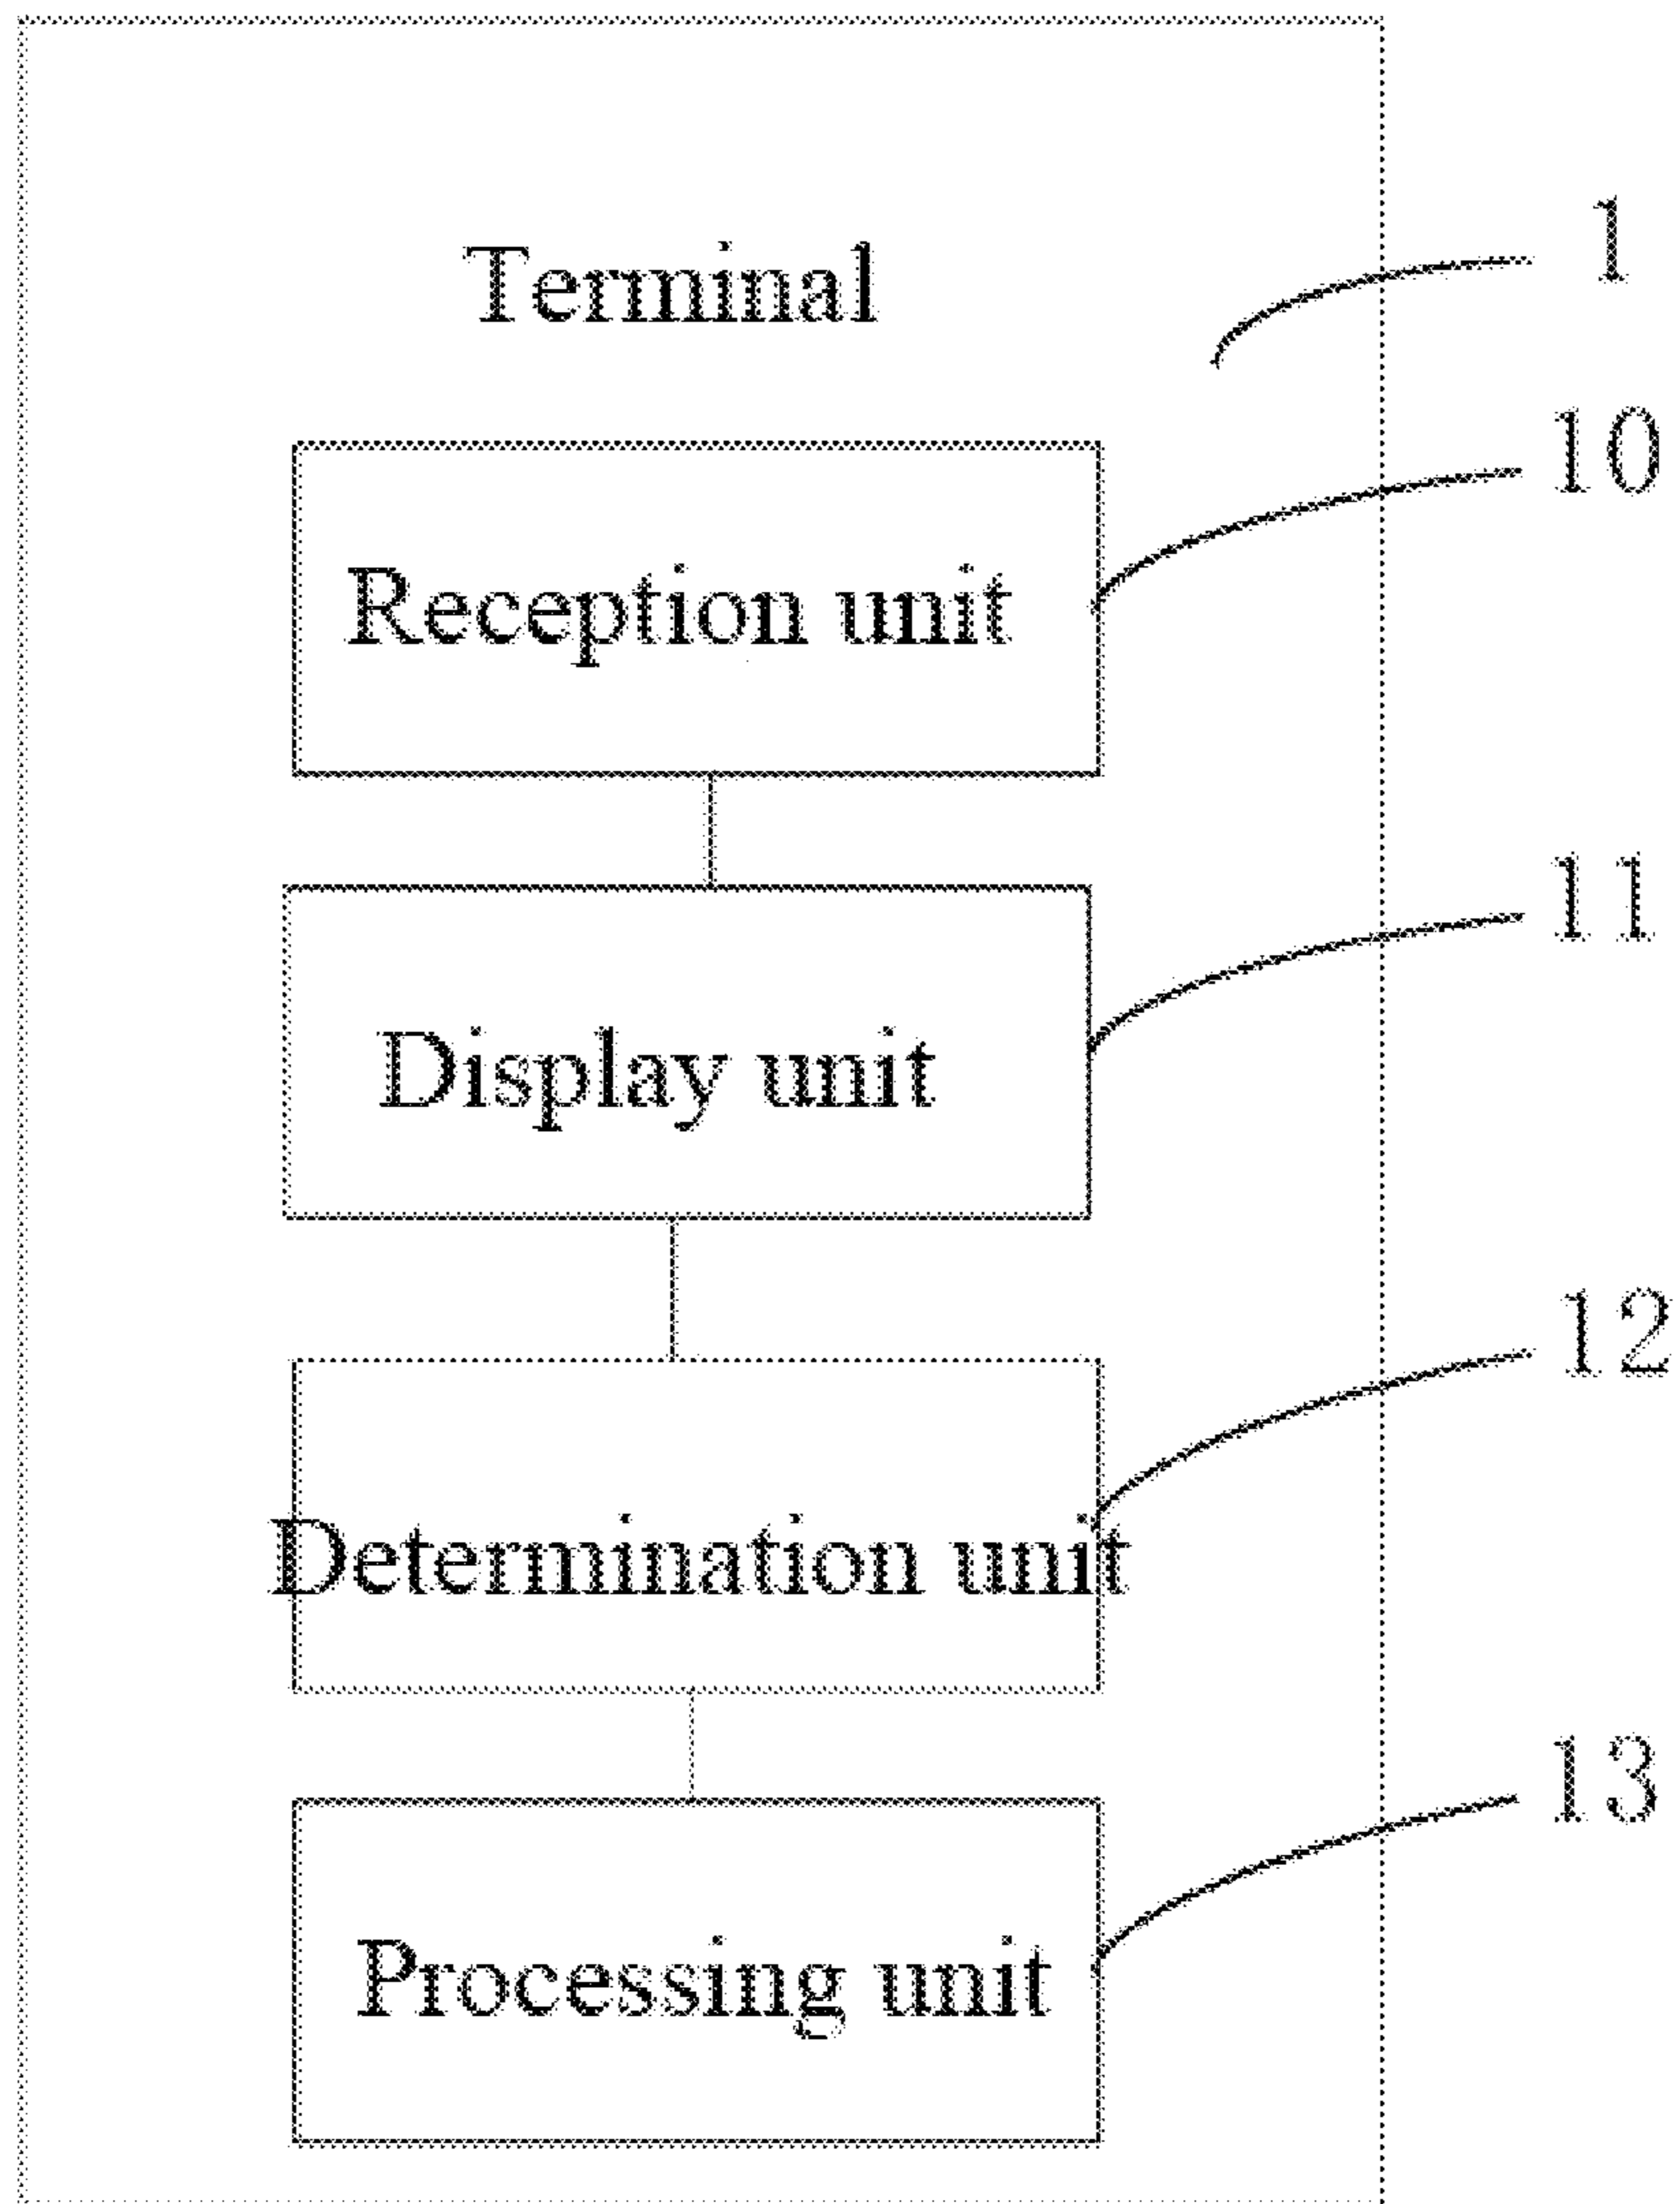 Terminal
1
10
Reception unit
11
Display unit
12
Determination unit
13
Processing unit